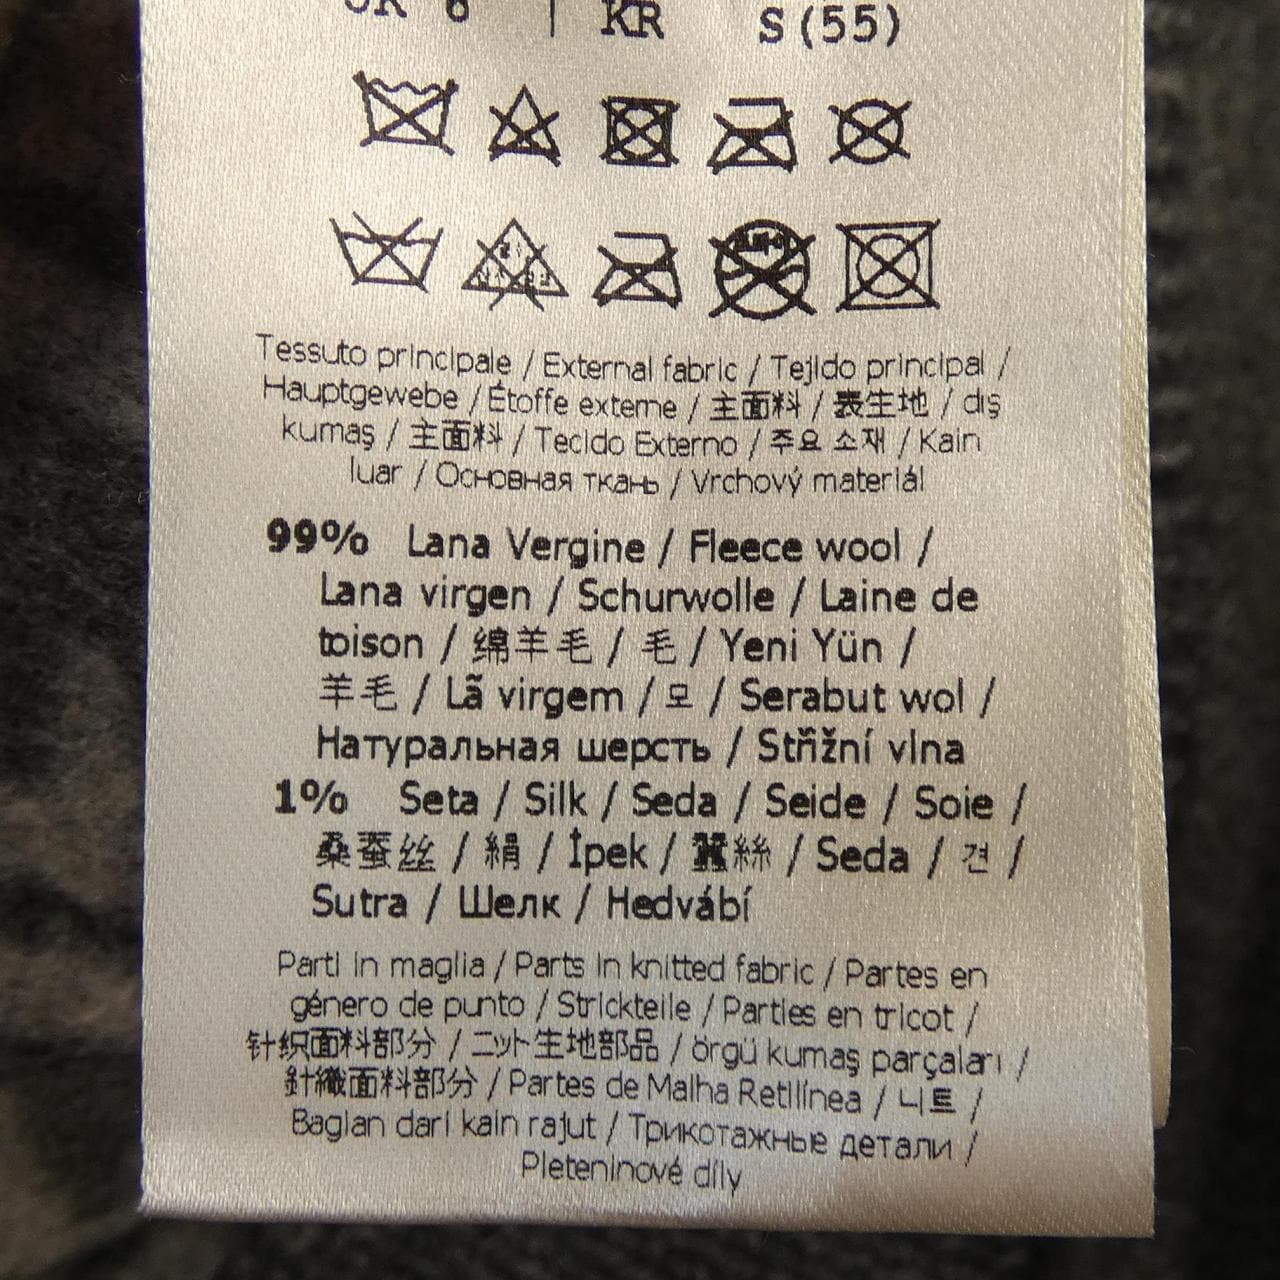 UK 6 | KR S (55)
Tessuto principale / External fabric / Tejido principal /
Hauptgewebe / Étoffe externe / 主面料 / 表生地 / dış
kumaş / 主面料 / Tecido Externo / 주요 소재 / Kain
luar / Основная ткань / Vrchový materiál
99% Lana Vergine / Fleece wool /
Lana virgen / Schurwolle / Laine de
toison / 绵羊毛 / 毛 / Yeni Yün /
羊毛 / Lã virgem / 모 / Serabut wol /
Натуральная шерсть / Střižní vlna
1% Seta / Silk / Seda / Seide / Soie /
桑蚕丝 / 絹 / İpek / 蠶絲 / Seda / 견 /
Sutra / Шелк / Hedvábí
Parti in maglia / Parts in knitted fabric / Partes en
género de punto / Strickteile / Parties en tricot /
针织面料部分 / ニット生地部品 / örgü kumaş parçaları /
針織面料部分 / Partes de Malha Retilínea / 니트 /
Bagian dari kain rajut / Трикотажные детали /
Pleteninové díly